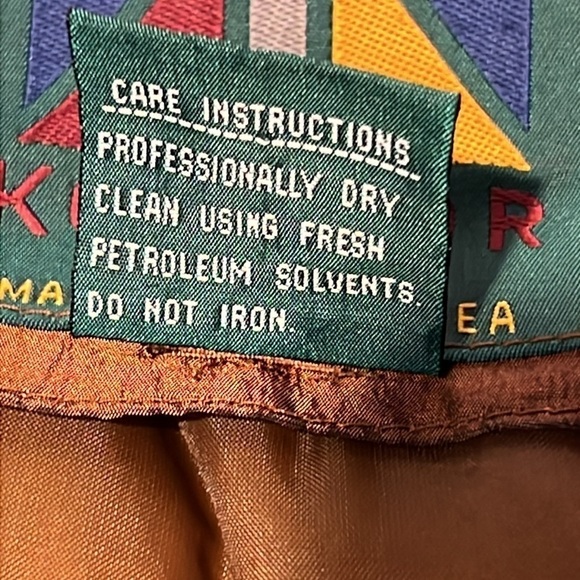 CARE INSTRUCTIONS
PROFESSIONALLY DRY
CLEAN USING FRESH
PETROLEUM SOLVENTS.
DO NOT IRON.